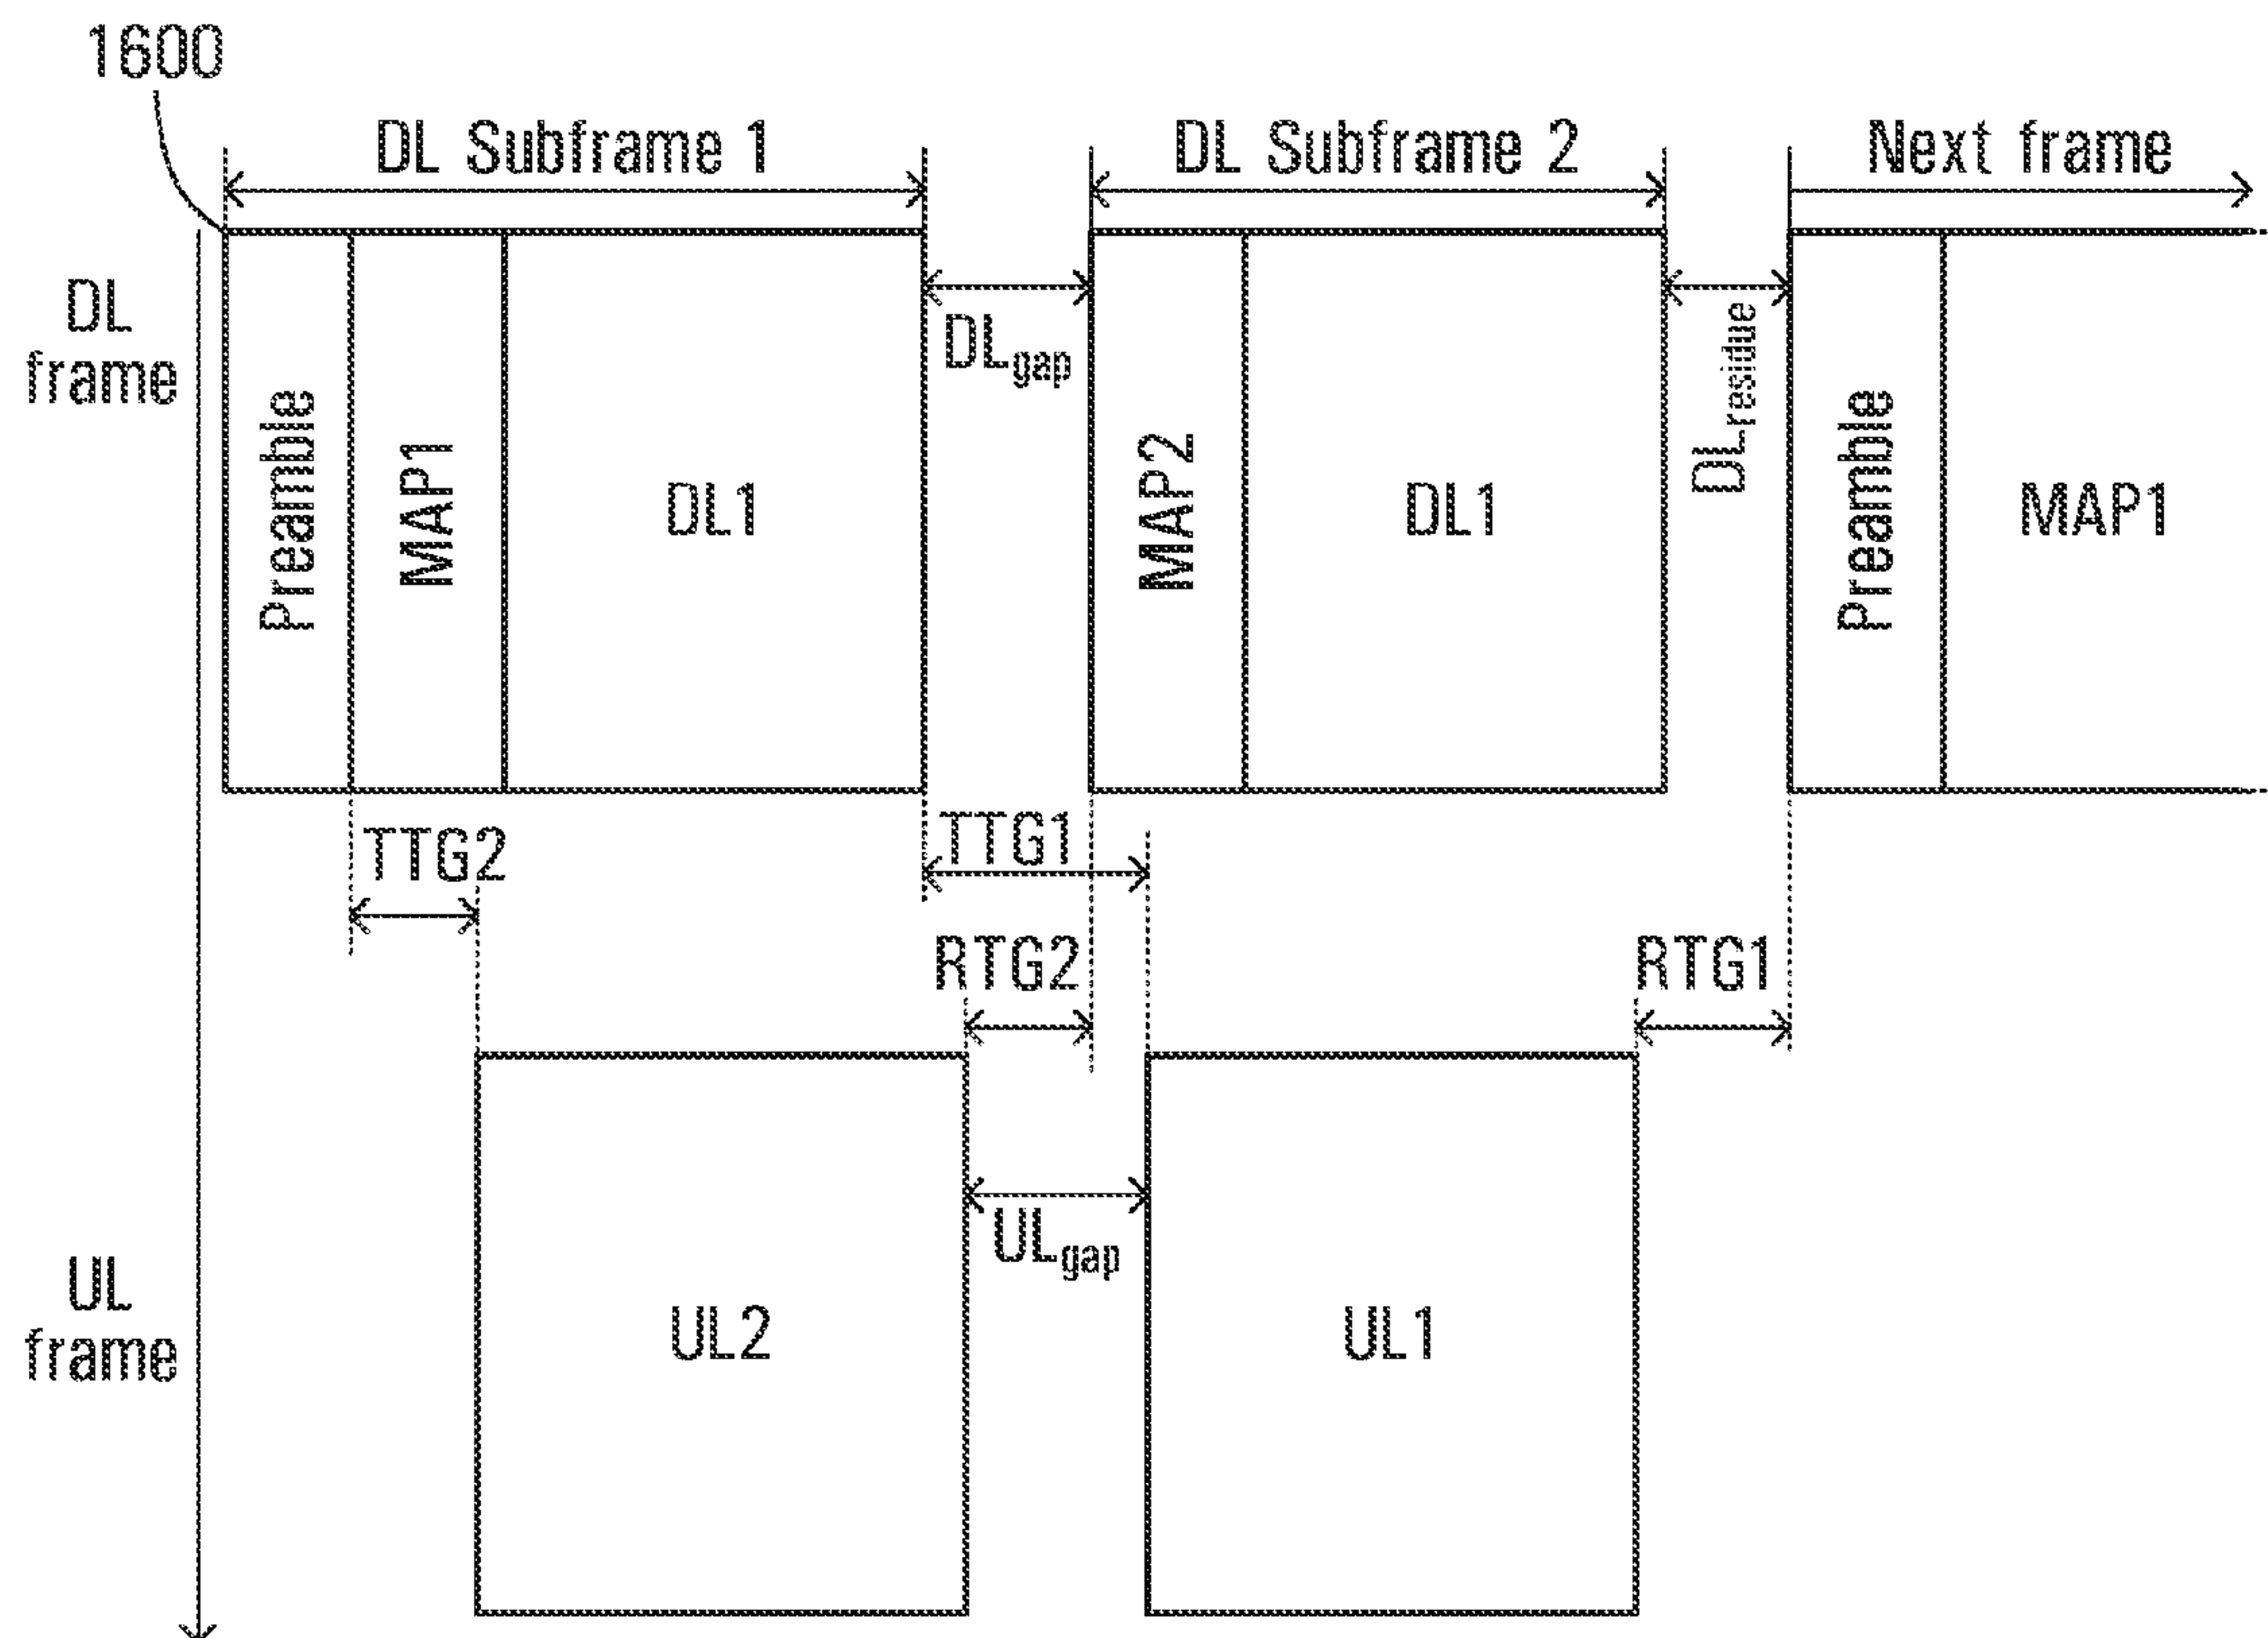 1600
DL Subframe 1
DL Subframe 2
Next frame
DL
frame
Preamble
MAP1
DL1
DLgap
MAP2
DL1
DLresidue
Preamble
MAP1
TTG2
TTG1
RTG2
RTG1
UL
frame
UL2
ULgap
UL1